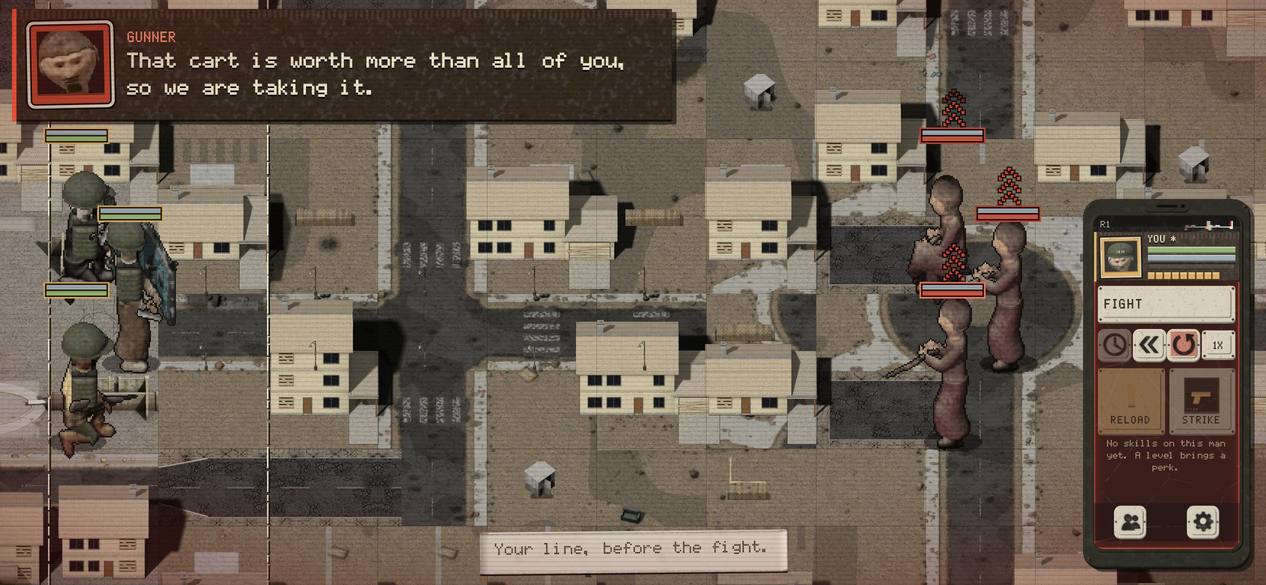 GUNNER
That cart is worth more than all of you,
so we are taking it.
R1
YOU *
FIGHT
1X
RELOAD
STRIKE
No skills on this man
yet. A level brings a
perk.
Your line, before the fight.